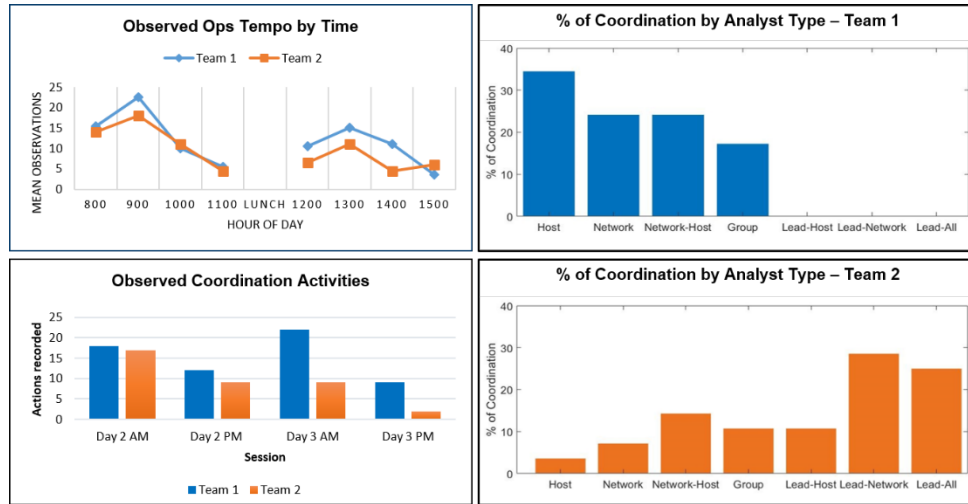 Observed Ops Tempo by Time
Team 1 Team 2
MEAN OBSERVATIONS
25
20
15
10
5
0
800 900 1000 1100 LUNCH 1200 1300 1400 1500
HOUR OF DAY
% of Coordination by Analyst Type – Team 1
% of Coordination
40
30
20
10
0
Host Network Network-Host Group Lead-Host Lead-Network Lead-All
Observed Coordination Activities
Actions recorded
25
20
15
10
5
0
Day 2 AM Day 2 PM Day 3 AM Day 3 PM
Session
Team 1 Team 2
% of Coordination by Analyst Type – Team 2
% of Coordination
40
30
20
10
0
Host Network Network-Host Group Lead-Host Lead-Network Lead-All